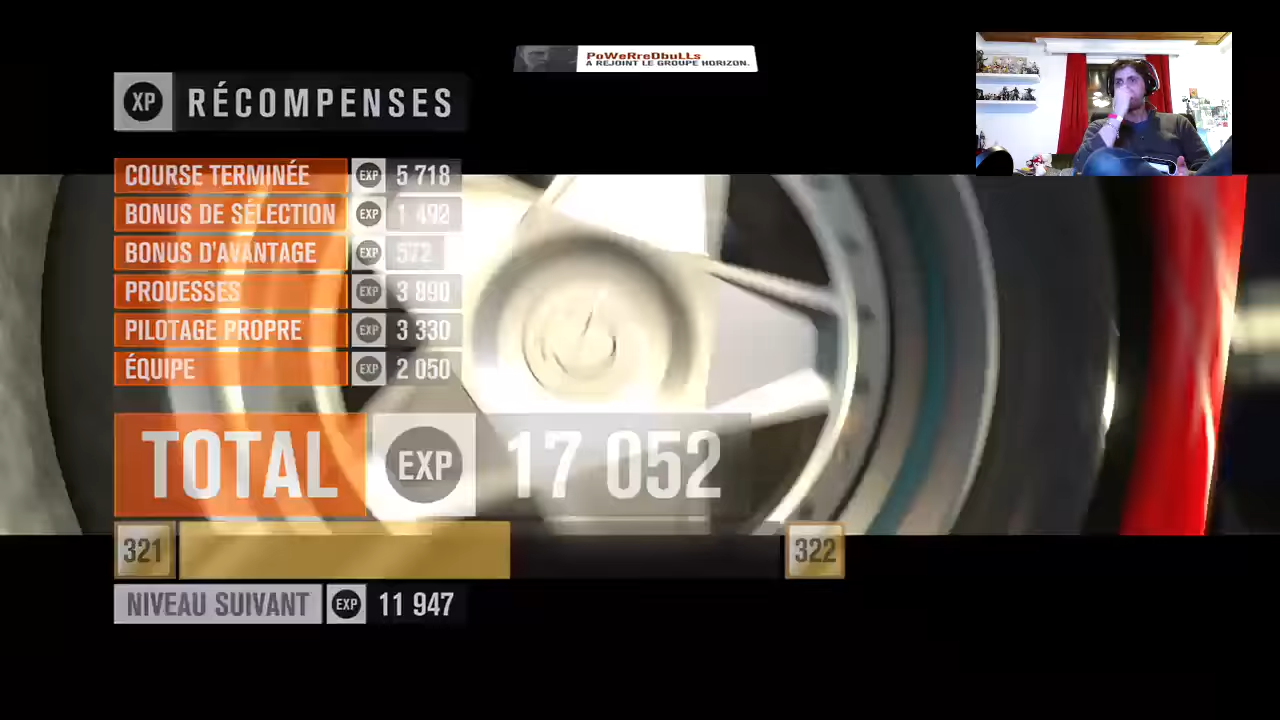 PoWeRreDbuLLs
A REJOINT LE GROUPE HORIZON.
XP RÉCOMPENSES
COURSE TERMINÉE EXP 5 718
BONUS DE SÉLECTION EXP 1 492
BONUS D'AVANTAGE EXP 572
PROUESSES EXP 3 890
PILOTAGE PROPRE EXP 3 330
ÉQUIPE EXP 2 050
TOTAL EXP 17 052
321 322
NIVEAU SUIVANT EXP 11 947